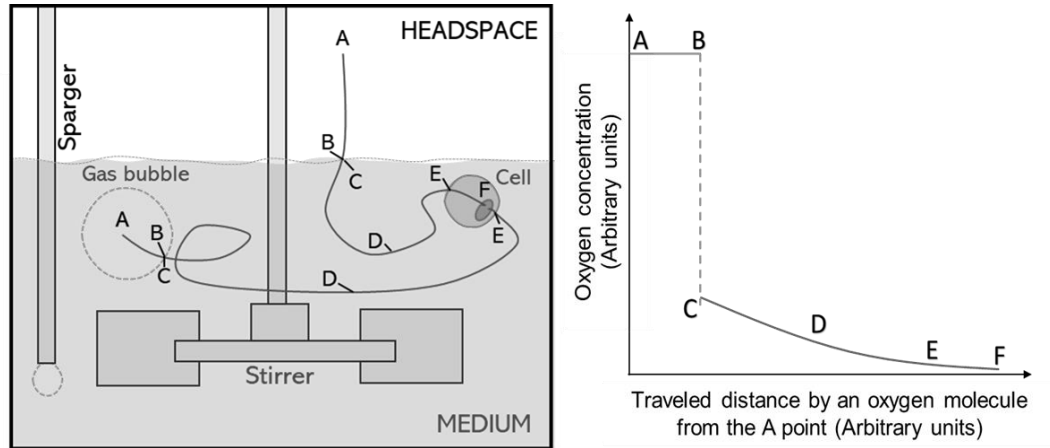 HEADSPACE
Sparger
A
B
C
Gas bubble
A
B
C
E
F
Cell
E
D
D
Stirrer
MEDIUM
Oxygen concentration
(Arbitrary units)
A
B
C
D
E
F
Traveled distance by an oxygen molecule
from the A point (Arbitrary units)